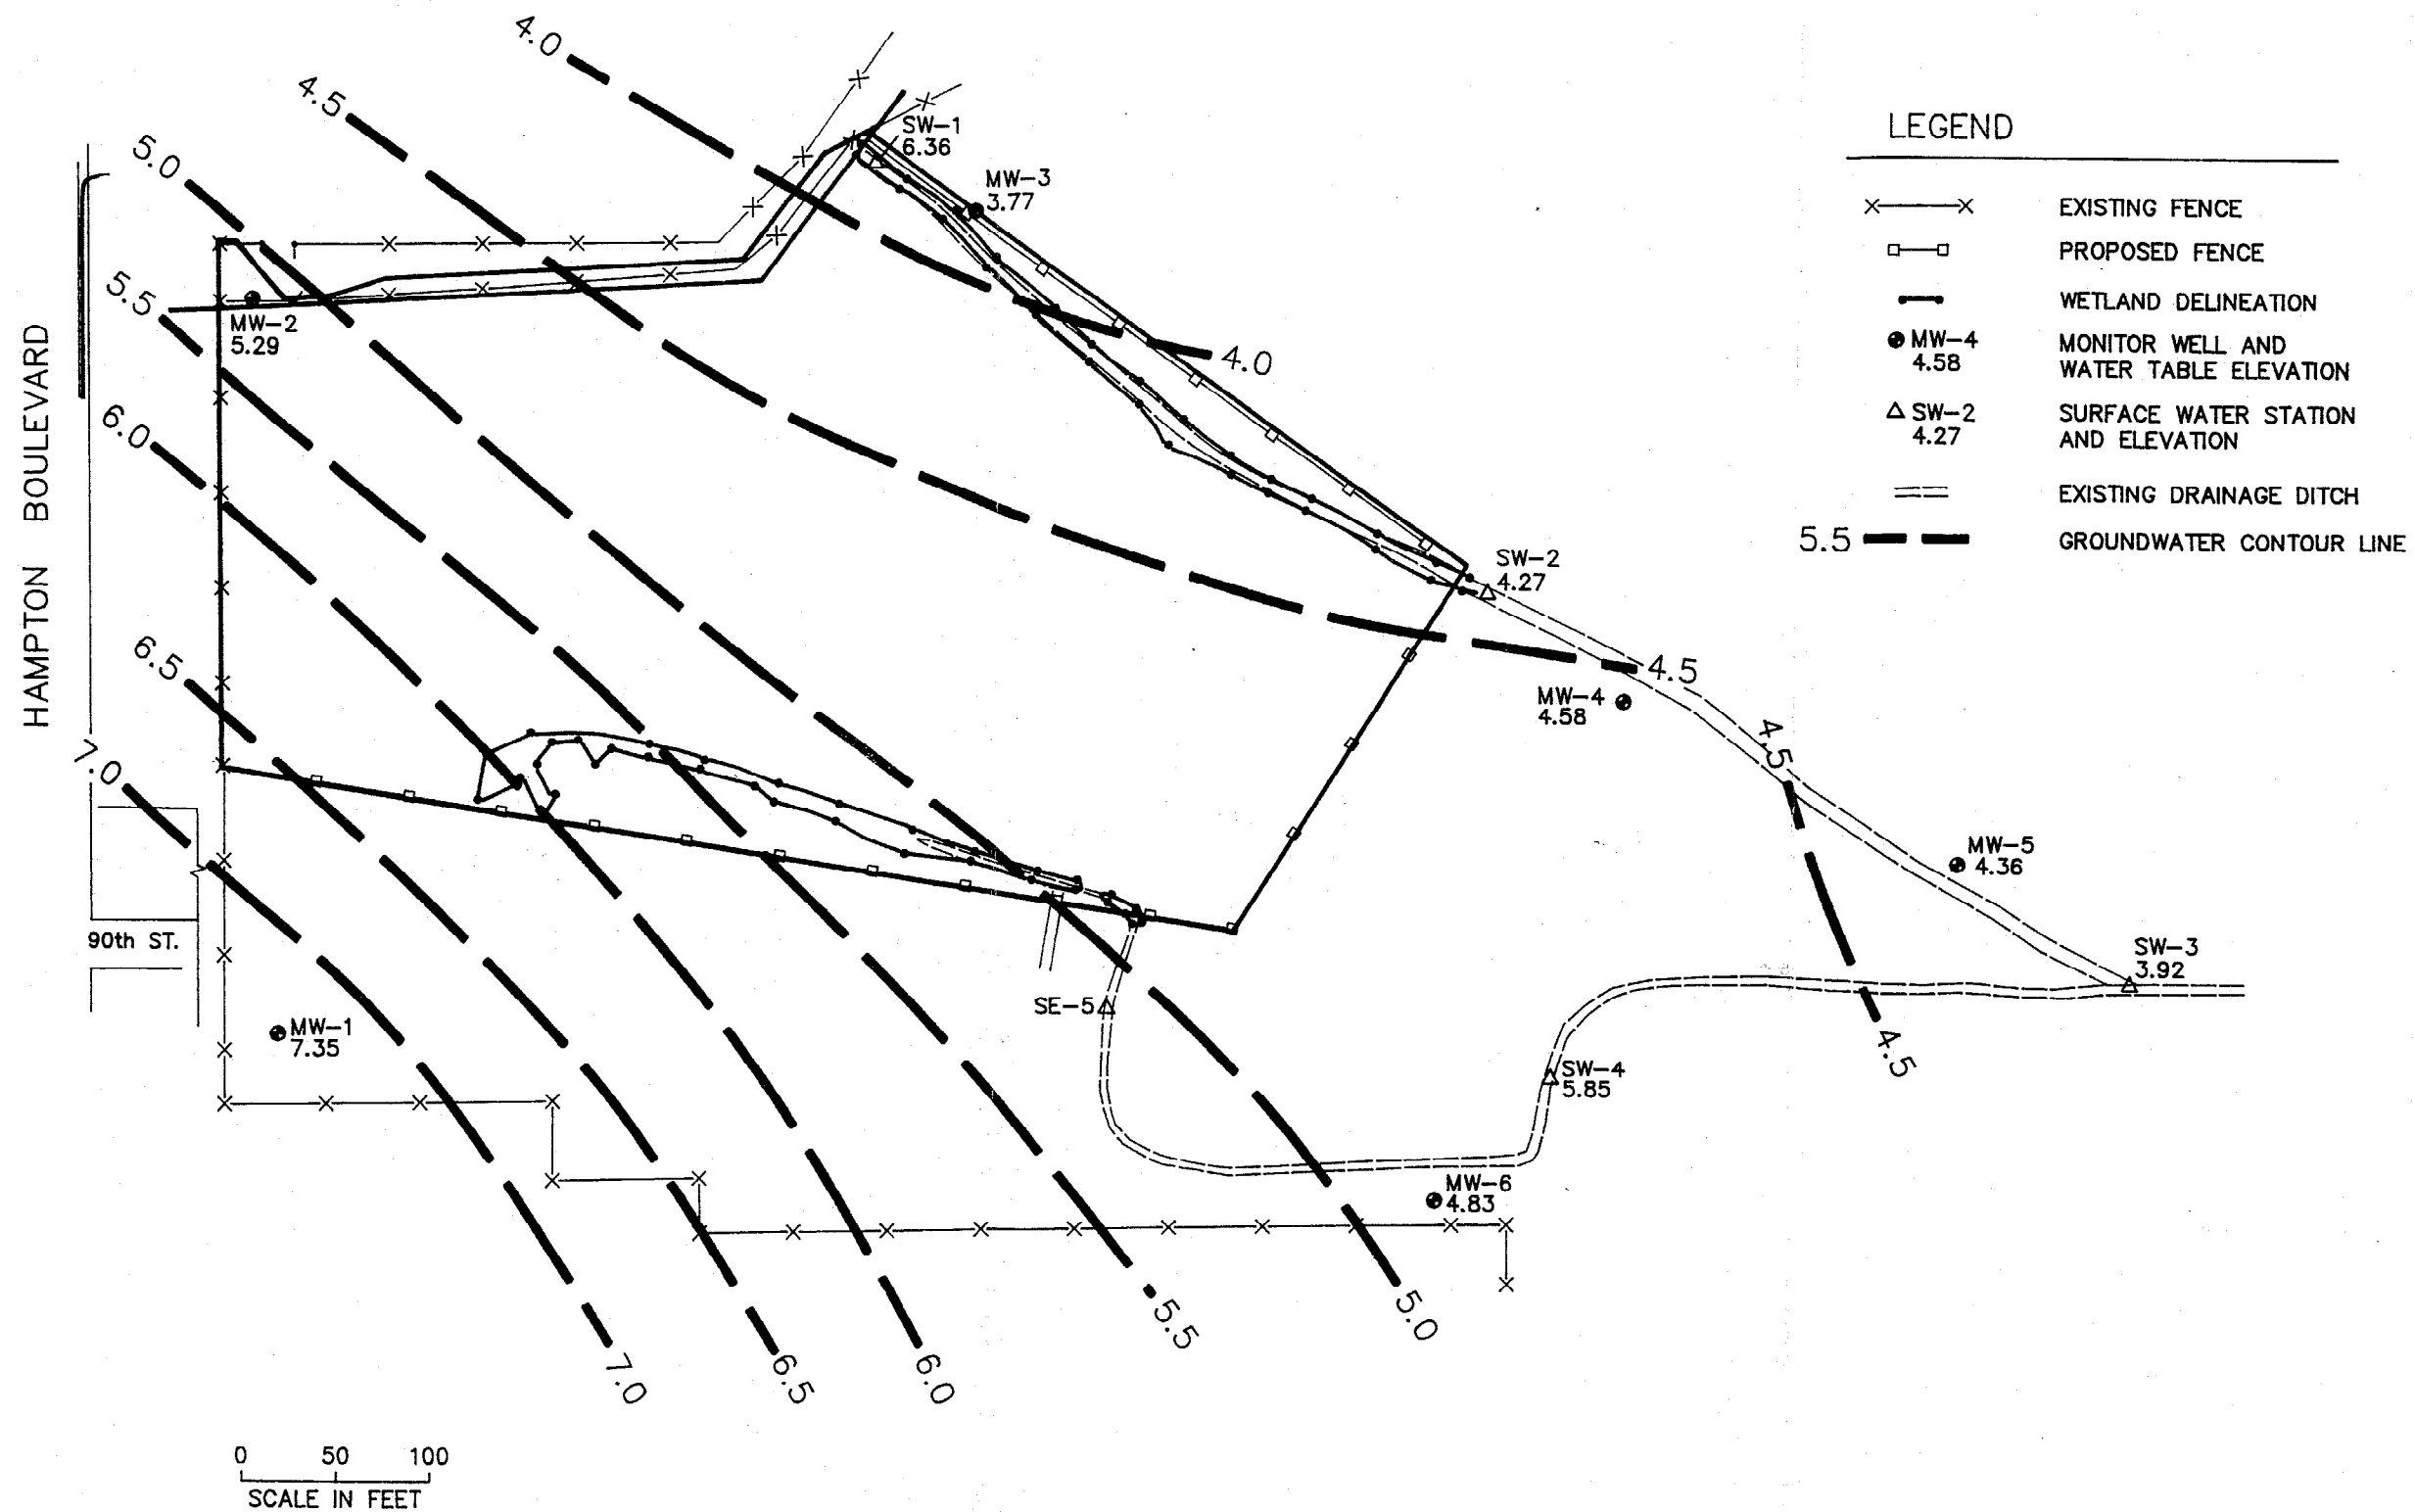 4.0
4.5
5.0
5.5
6.0
6.5
7.0
HAMPTON BOULEVARD
SW-1
6.36
MW-3
3.77
MW-2
5.29
4.0
SW-2
4.27
4.5
MW-4
4.58
4.5
MW-5
4.36
SW-3
3.92
90th ST.
MW-1
7.35
SE-5
SW-4
5.85
4.5
MW-6
4.83
5.0
5.5
6.0
6.5
7.0
LEGEND
EXISTING FENCE
PROPOSED FENCE
WETLAND DELINEATION
MW-4
4.58
MONITOR WELL AND
WATER TABLE ELEVATION
SW-2
4.27
SURFACE WATER STATION
AND ELEVATION
EXISTING DRAINAGE DITCH
5.5
GROUNDWATER CONTOUR LINE
0 50 100
SCALE IN FEET